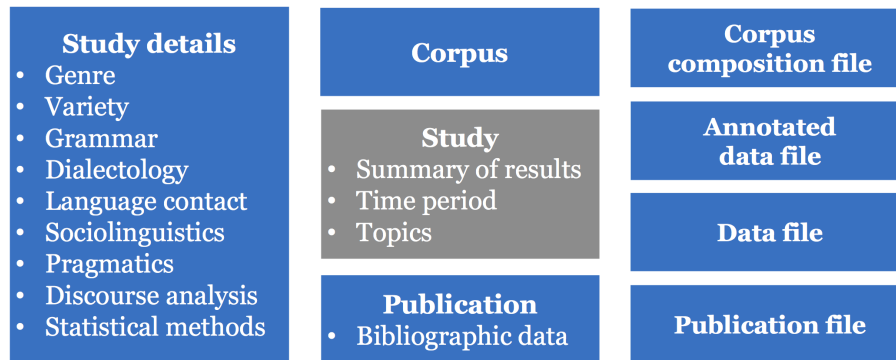 Study details
• Genre
• Variety
• Grammar
• Dialectology
• Language contact
• Sociolinguistics
• Pragmatics
• Discourse analysis
• Statistical methods
Corpus
Study
• Summary of results
• Time period
• Topics
Publication
• Bibliographic data
Corpus
composition file
Annotated
data file
Data file
Publication file